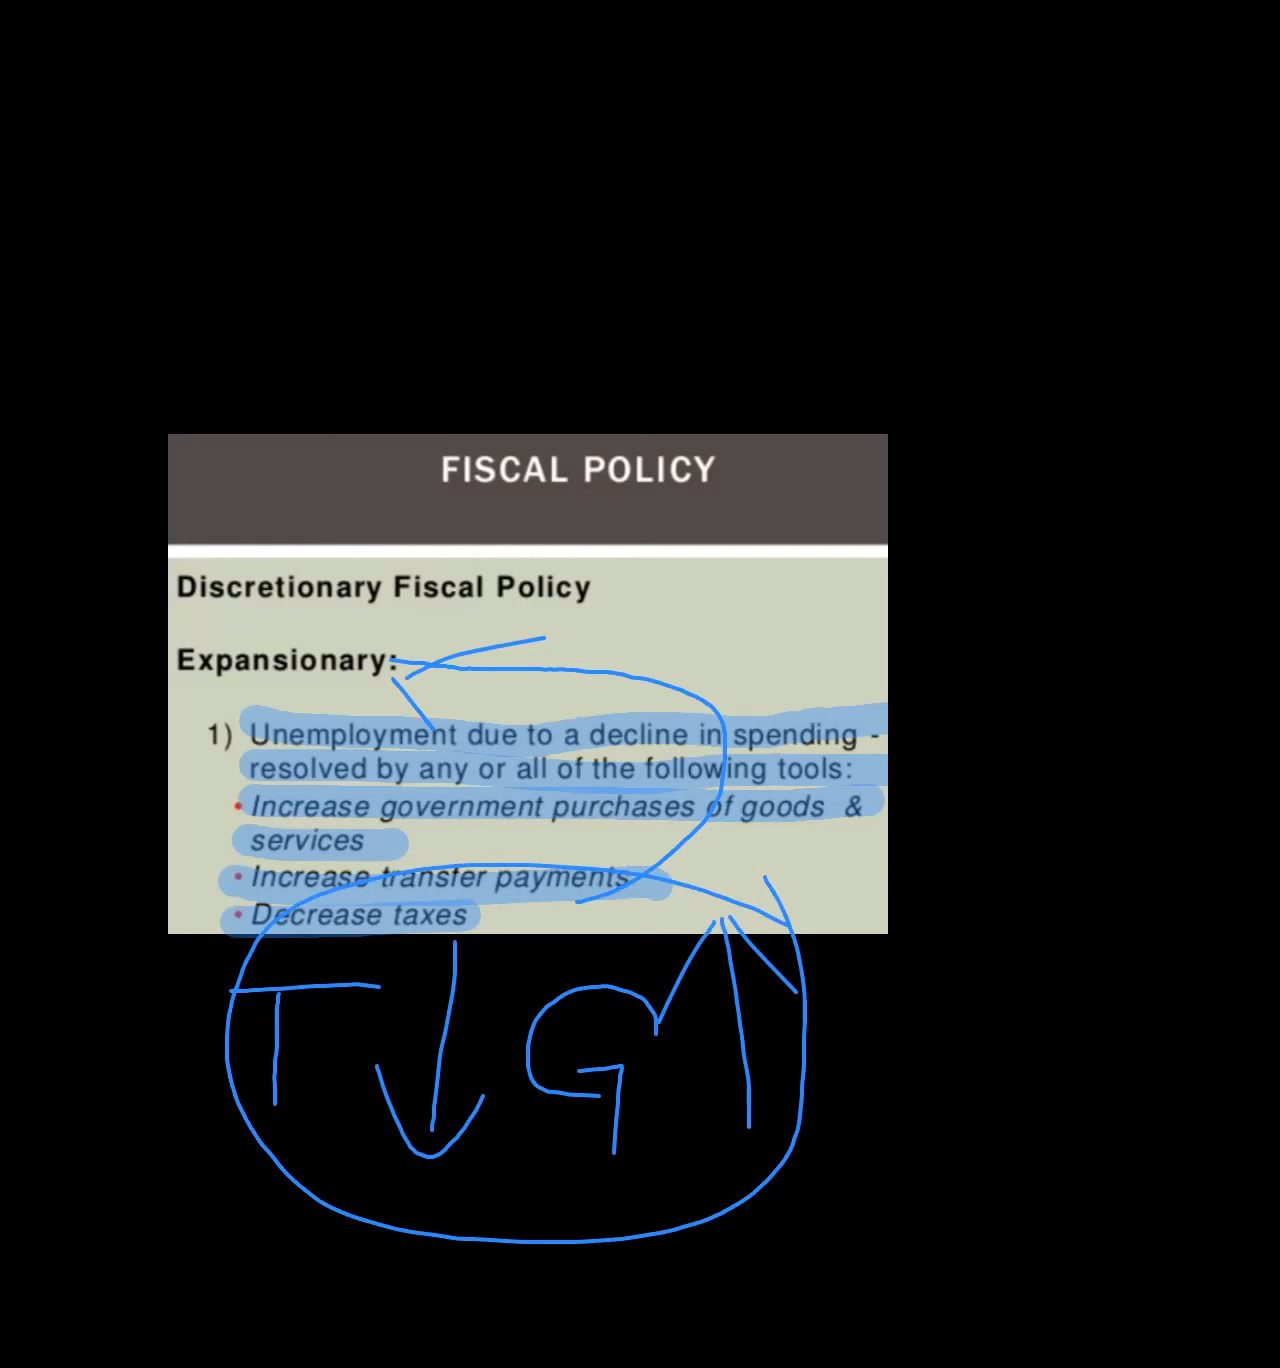 FISCAL POLICY
Discretionary Fiscal Policy
Expansionary:
1) Unemployment due to a decline in spending -
resolved by any or all of the following tools:
• Increase government purchases of goods &
services
• Increase transfer payments
• Decrease taxes
T↓ G↑